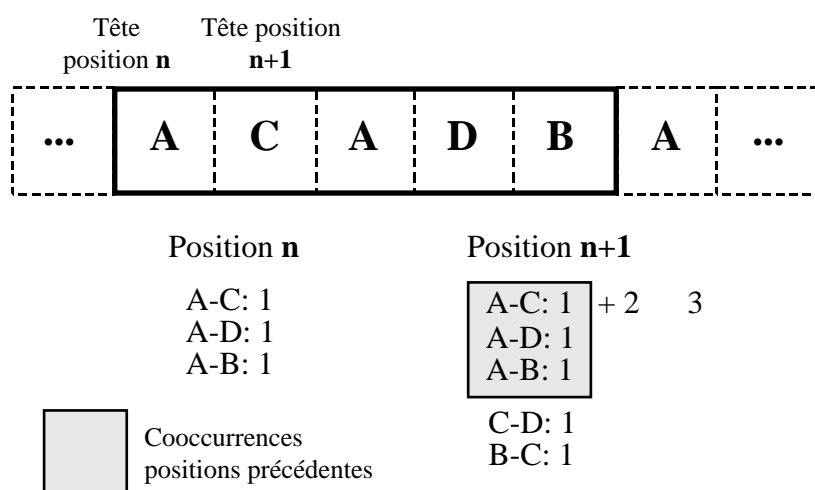 Tête position n
Tête position n+1
... A C A D B A ...
Position n
A-C: 1
A-D: 1
A-B: 1
Position n+1
A-C: 1 + 2 3
A-D: 1
A-B: 1
C-D: 1
B-C: 1
Cooccurrences
positions précédentes